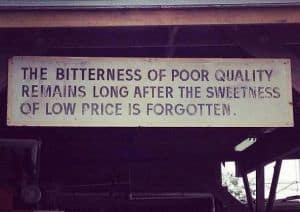 THE BITTERNESS OF POOR QUALITY
REMAINS LONG AFTER THE SWEETNESS
OF LOW PRICE IS FORGOTTEN.